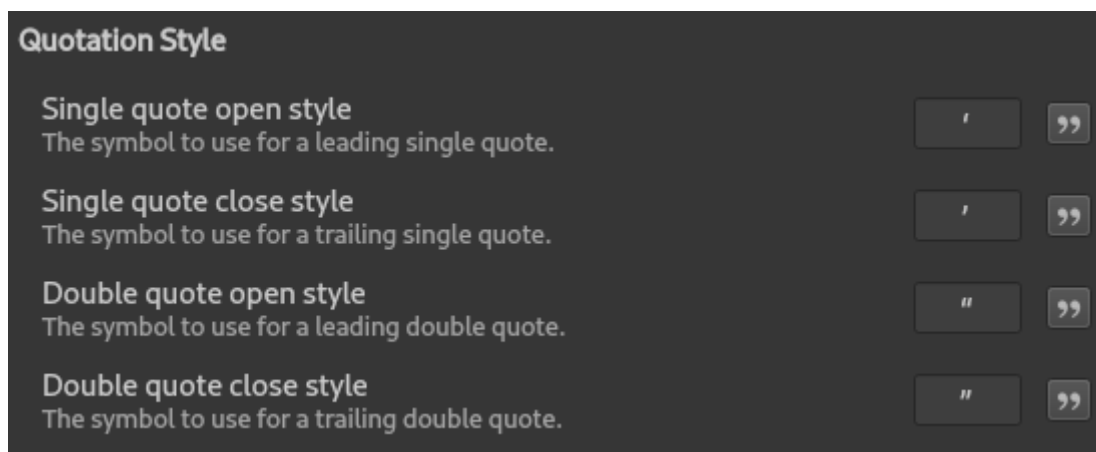 Quotation Style
Single quote open style
‘
The symbol to use for a leading single quote.
Single quote close style
’
The symbol to use for a trailing single quote.
Double quote open style
“
The symbol to use for a leading double quote.
Double quote close style
”
The symbol to use for a trailing double quote.